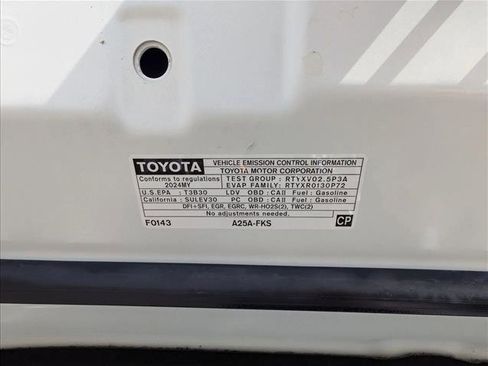 TOYOTA VEHICLE EMISSION CONTROL INFORMATION
TOYOTA MOTOR CORPORATION
Conforms to regulations TEST GROUP : RTYXV02.5P3A
2024MY EVAP FAMILY: RTYXR0130P72
U.S.EPA : T3B30 LDV OBD:CAII Fuel:Gasoline
California : SULEV30 PC OBD:CAII Fuel:Gasoline
DFI+SFI, EGR, EGRC, WR-HO2S(2), TWC(2)
No adjustments needed.
F0143 A25A-FKS CP